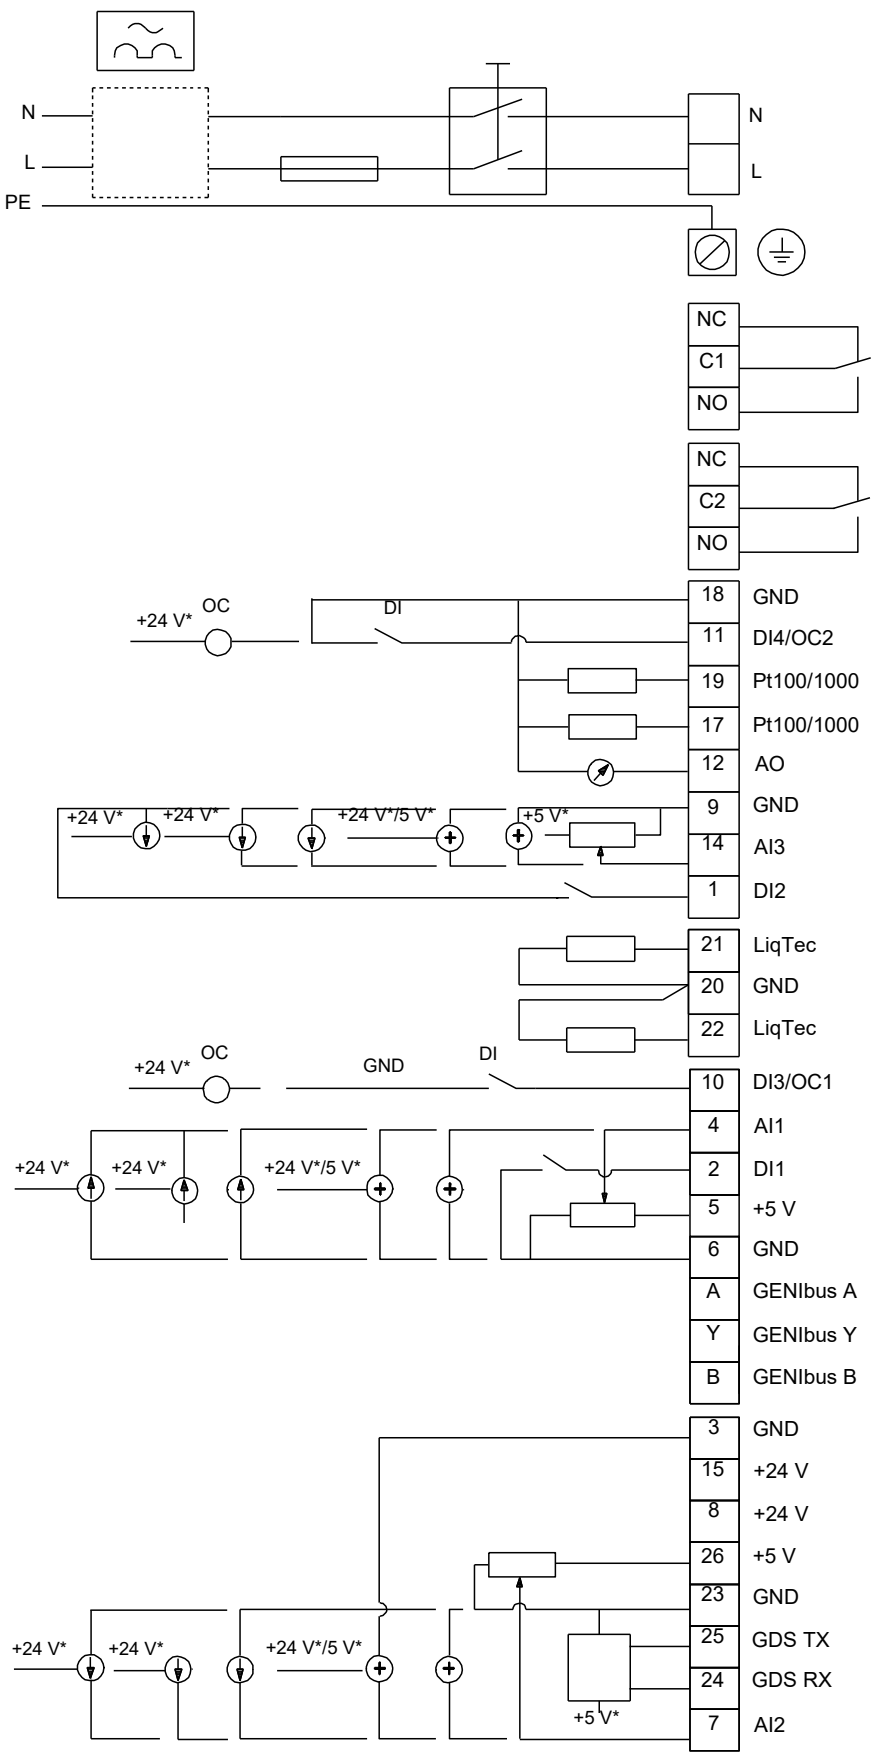 N
N
L
L
PE
NC
C1
NO
NC
C2
NO
+24 V* OC DI 18 GND
11 DI4/OC2
19 Pt100/1000
17 Pt100/1000
12 AO
+24 V* +24 V* +24 V*/5 V* +5 V* 9 GND
14 AI3
1 DI2
21 LiqTec
20 GND
22 LiqTec
+24 V* OC GND DI 10 DI3/OC1
4 AI1
+24 V* +24 V* +24 V*/5 V* 2 DI1
5 +5 V
6 GND
A GENIbus A
Y GENIbus Y
B GENIbus B
3 GND
15 +24 V
8 +24 V
26 +5 V
23 GND
+24 V* +24 V* +24 V*/5 V* 25 GDS TX
24 GDS RX
+5 V* 7 AI2